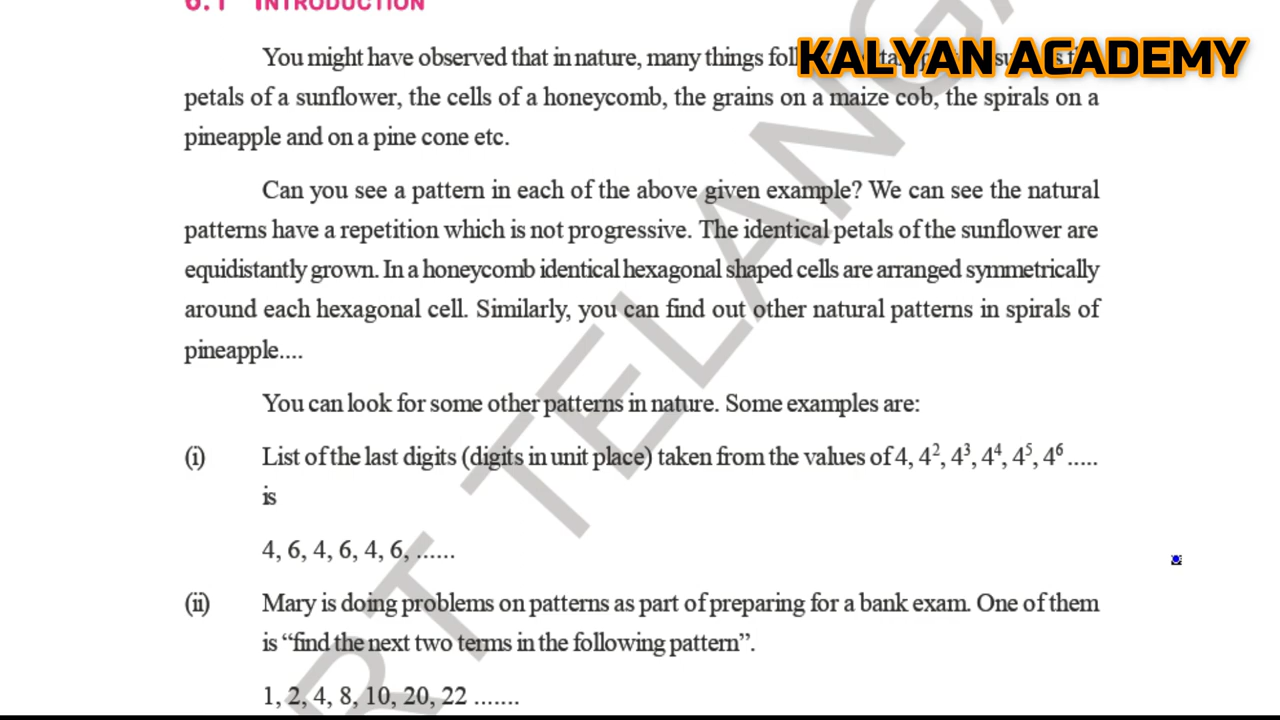 6.1 INTRODUCTION
KALYAN ACADEMY
You might have observed that in nature, many things
petals of a sunflower, the cells of a honeycomb, the grains on a maize cob, the spirals on a
pineapple and on a pine cone etc.
Can you see a pattern in each of the above given example? We can see the natural
patterns have a repetition which is not progressive. The identical petals of the sunflower are
equidistantly grown. In a honeycomb identical hexagonal shaped cells are arranged symmetrically
around each hexagonal cell. Similarly, you can find out other natural patterns in spirals of
pineapple....
You can look for some other patterns in nature. Some examples are:
(i) List of the last digits (digits in unit place) taken from the values of 4, 4², 4³, 4⁴, 4⁵, 4⁶ .....
is
4, 6, 4, 6, 4, 6, ......
(ii) Mary is doing problems on patterns as part of preparing for a bank exam. One of them
is “find the next two terms in the following pattern”.
1, 2, 4, 8, 10, 20, 22 .......